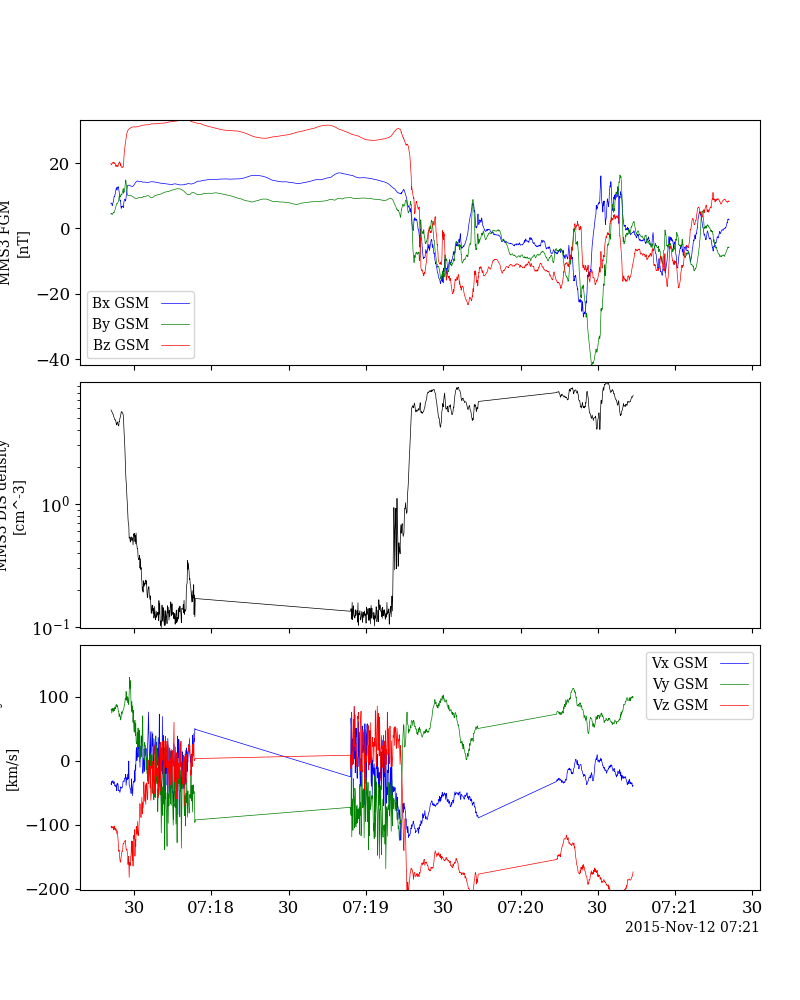 20
0
−20
−40
MMS3 FGM
[nT]
Bx GSM
By GSM
Bz GSM
10^0
10^−1
MMS3 DIS density
[cm^-3]
100
0
−100
−200
[km/s]
Vx GSM
Vy GSM
Vz GSM
30 07:18 30 07:19 30 07:20 30 07:21 30
2015-Nov-12 07:21